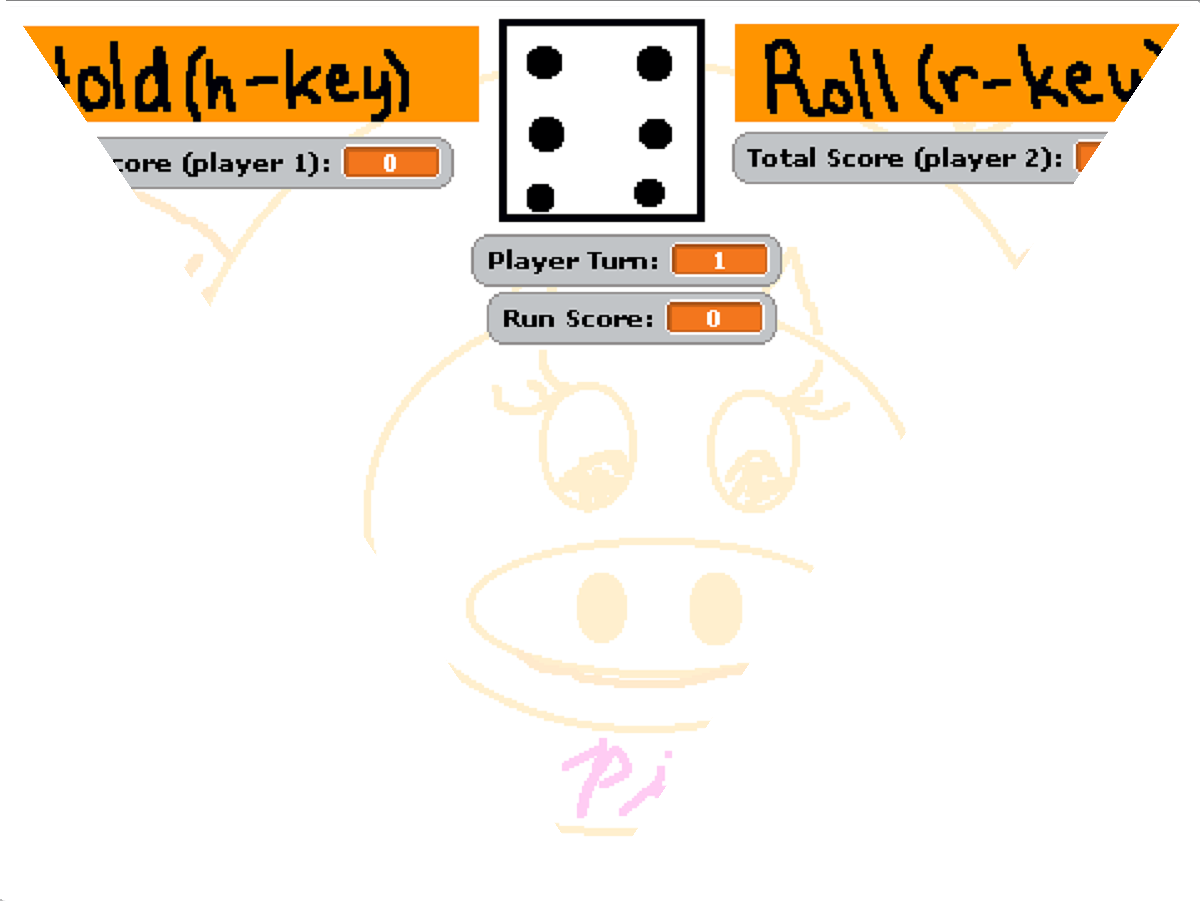 old (h-key)
Roll (r-key)
core (player 1): 0
Total Score (player 2):
Player Turn: 1
Run Score: 0
Pi